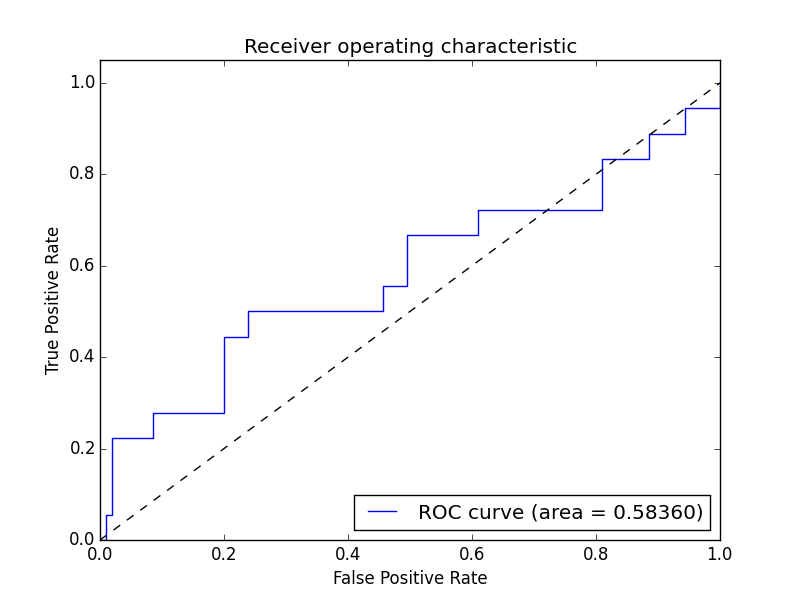 Receiver operating characteristic
1.0
0.8
0.6
0.4
0.2
0.0
True Positive Rate
ROC curve (area = 0.58360)
0.0 0.2 0.4 0.6 0.8 1.0
False Positive Rate